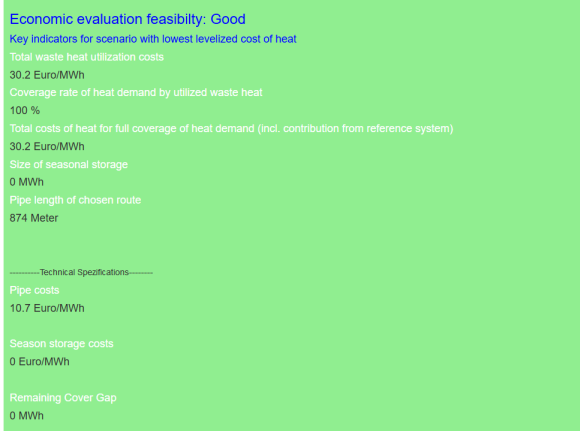 Economic evaluation feasibilty: Good
Key indicators for scenario with lowest levelized cost of heat
Total waste heat utilization costs
30.2 Euro/MWh
Coverage rate of heat demand by utilized waste heat
100 %
Total costs of heat for full coverage of heat demand (incl. contribution from reference system)
30.2 Euro/MWh
Size of seasonal storage
0 MWh
Pipe length of chosen route
874 Meter
----------Technical Spezifications--------
Pipe costs
10.7 Euro/MWh
Season storage costs
0 Euro/MWh
Remaining Cover Gap
0 MWh